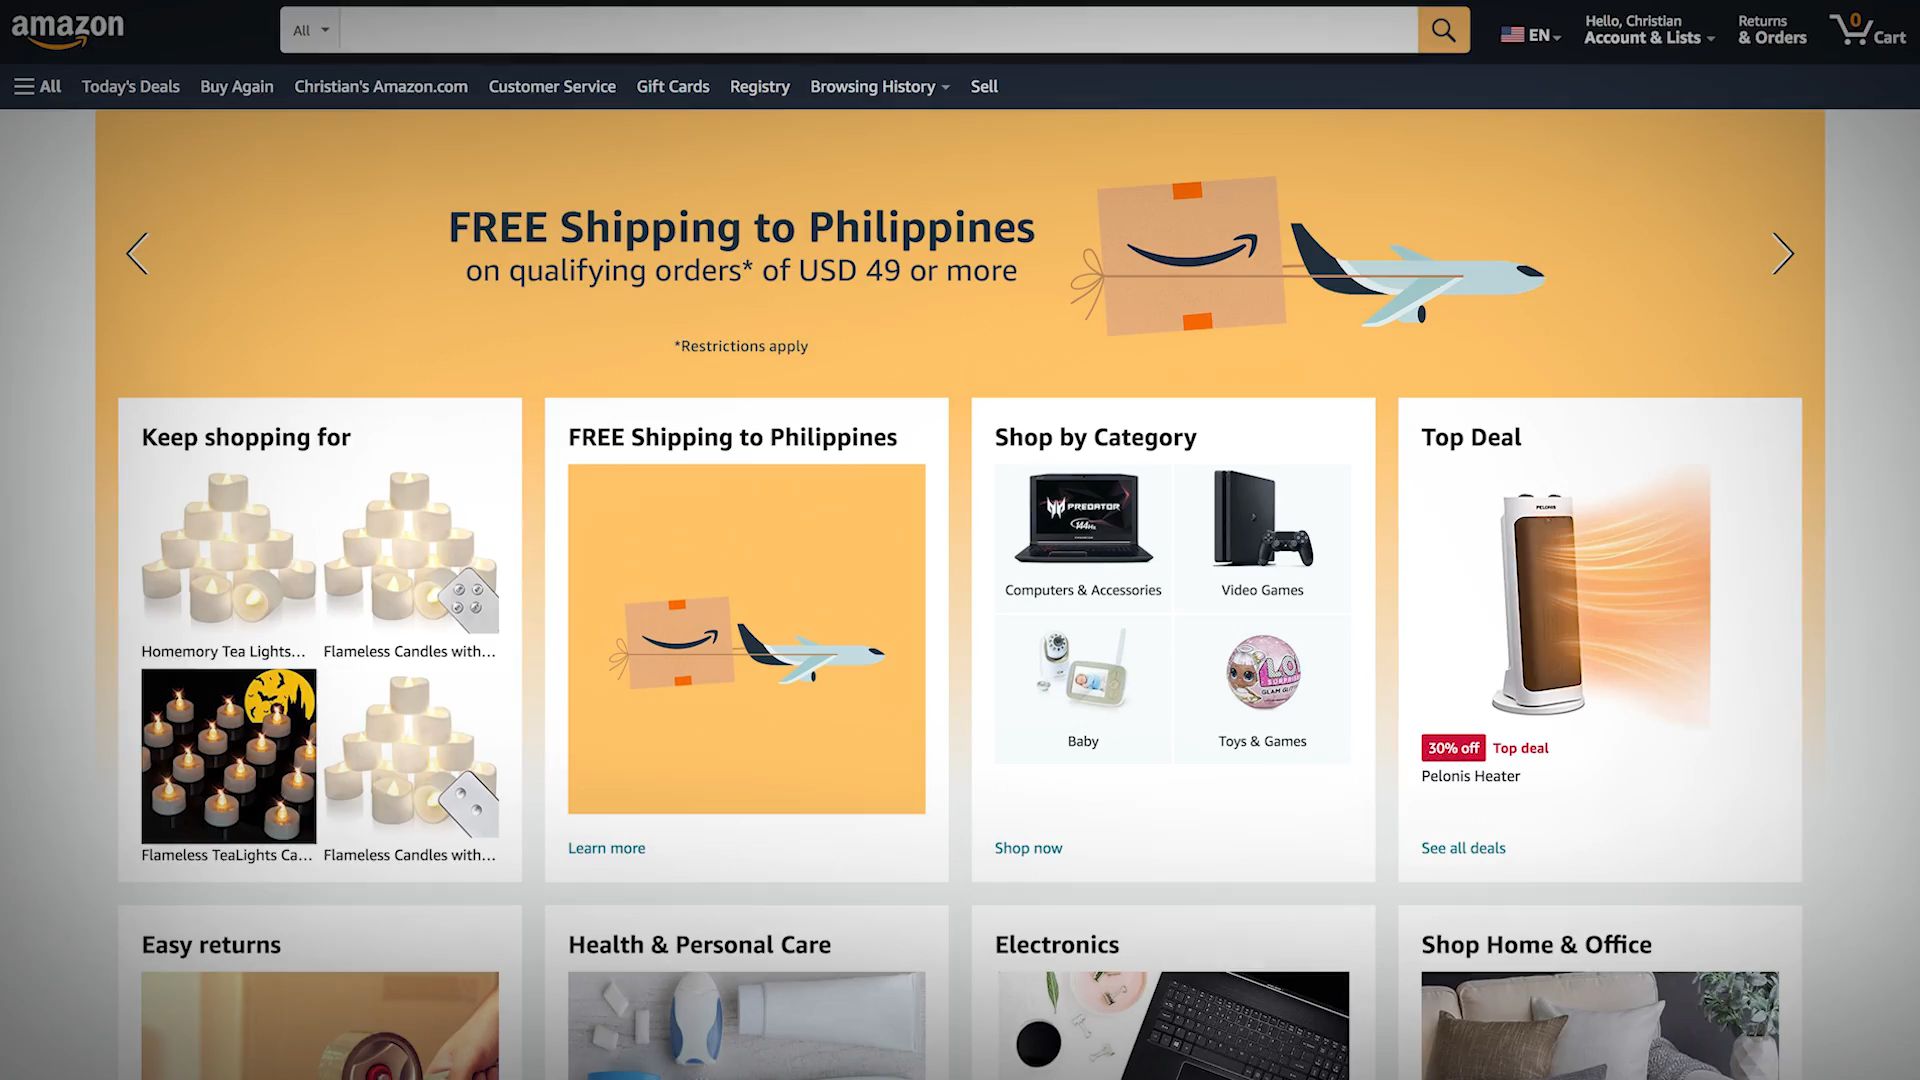 amazon
All
EN
Hello, Christian
Account & Lists
Returns
& Orders
0
Cart
All
Today's Deals
Buy Again
Christian's Amazon.com
Customer Service
Gift Cards
Registry
Browsing History
Sell
FREE Shipping to Philippines
on qualifying orders* of USD 49 or more
*Restrictions apply
Keep shopping for
Homemory Tea Lights...
Flameless Candles with...
Flameless TeaLights Ca...
Flameless Candles with...
FREE Shipping to Philippines
Learn more
Shop by Category
PREDATOR
144Hz
Computers & Accessories
Video Games
Baby
L.O.L
SURPRISE
Toys & Games
Shop now
Top Deal
PELONIS
30% off
Top deal
Pelonis Heater
See all deals
Easy returns
Health & Personal Care
Electronics
Shop Home & Office